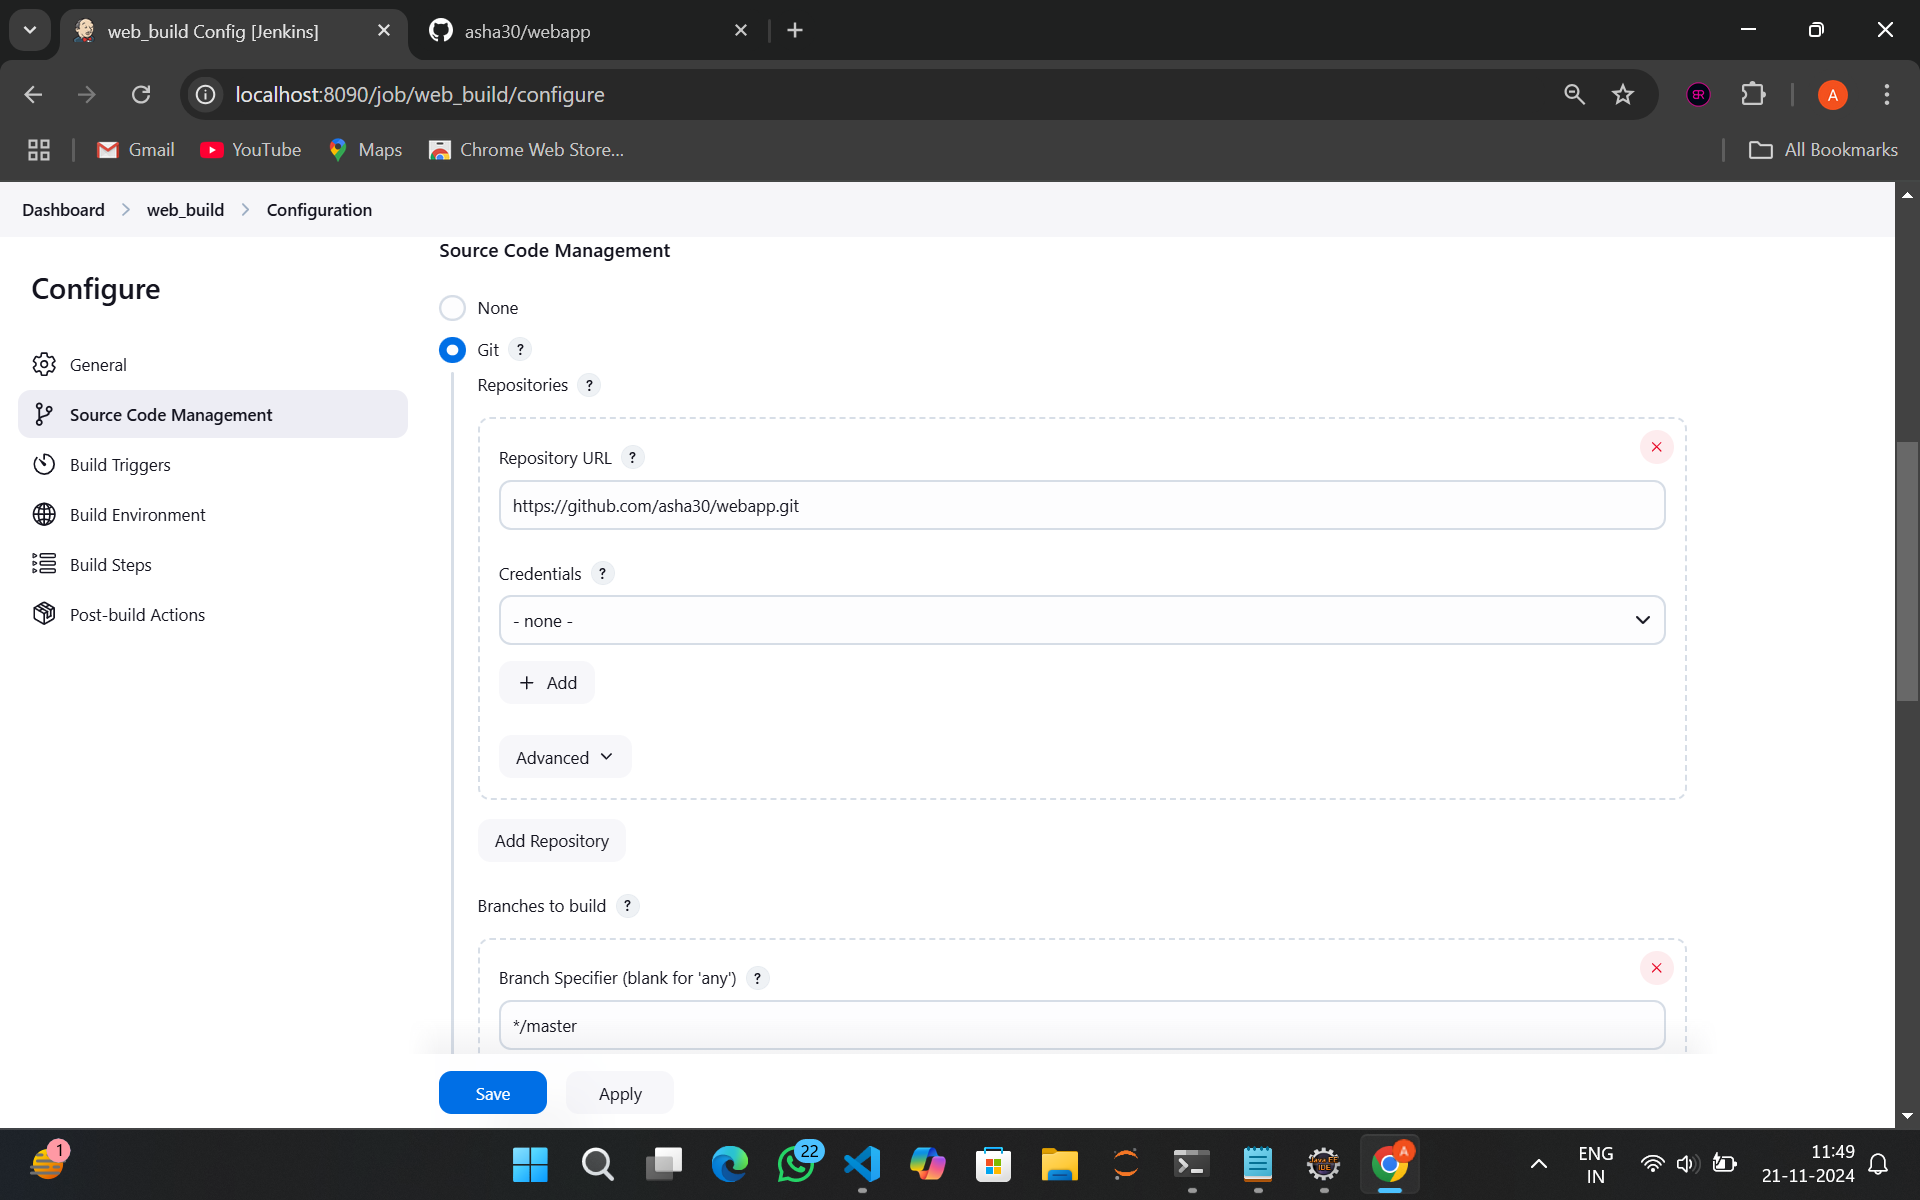 web_build Config [Jenkins]
asha30/webapp
localhost:8090/job/web_build/configure
A
Gmail
YouTube
Maps
Chrome Web Store...
All Bookmarks
Dashboard
web_build
Configuration
Configure
General
Source Code Management
Build Triggers
Build Environment
Build Steps
Post-build Actions
Source Code Management
None
Git ?
Repositories ?
Repository URL ?
https://github.com/asha30/webapp.git
Credentials ?
- none -
+ Add
Advanced
Add Repository
Branches to build ?
Branch Specifier (blank for 'any') ?
*/master
Save
Apply
1
22
A
ENG
IN
11:49
21-11-2024